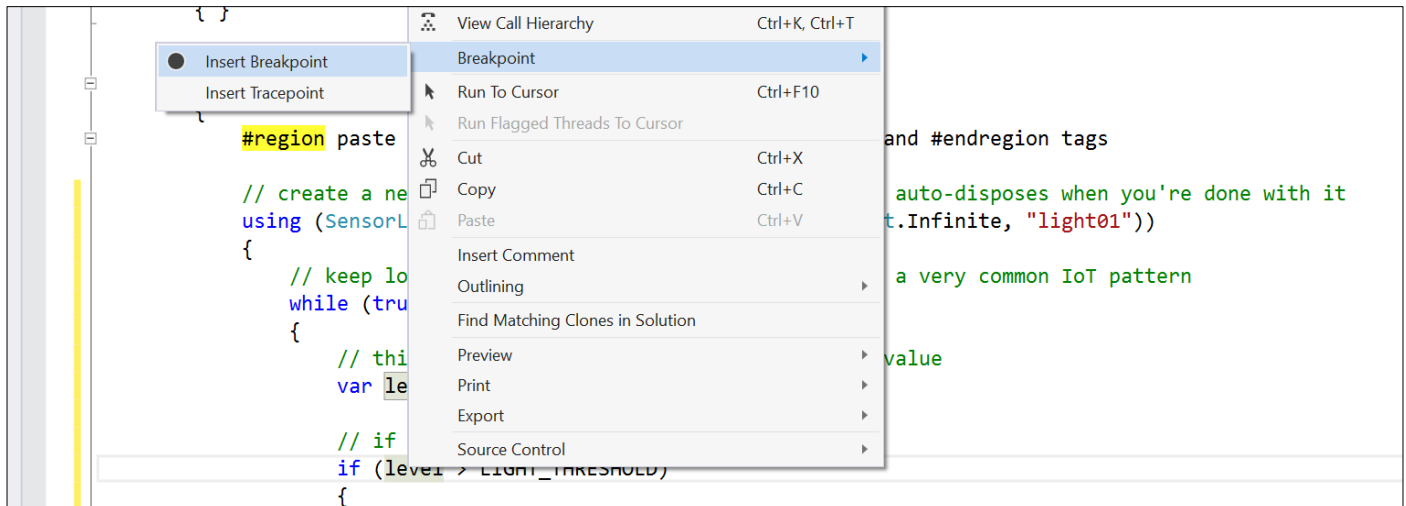 { }
View Call Hierarchy Ctrl+K, Ctrl+T
Insert Breakpoint
Breakpoint
Insert Tracepoint
Run To Cursor Ctrl+F10
Run Flagged Threads To Cursor
{
#region paste and #endregion tags
Cut Ctrl+X
Copy Ctrl+C
// create a ne auto-disposes when you're done with it
using (SensorL t.Infinite, "light01"))
Paste Ctrl+V
{
Insert Comment
// keep lo a very common IoT pattern
Outlining
while (tru
Find Matching Clones in Solution
{
// thi value
Preview
var le
Print
Export
// if
Source Control
if (level > LIGHT_THRESHOLD)
{